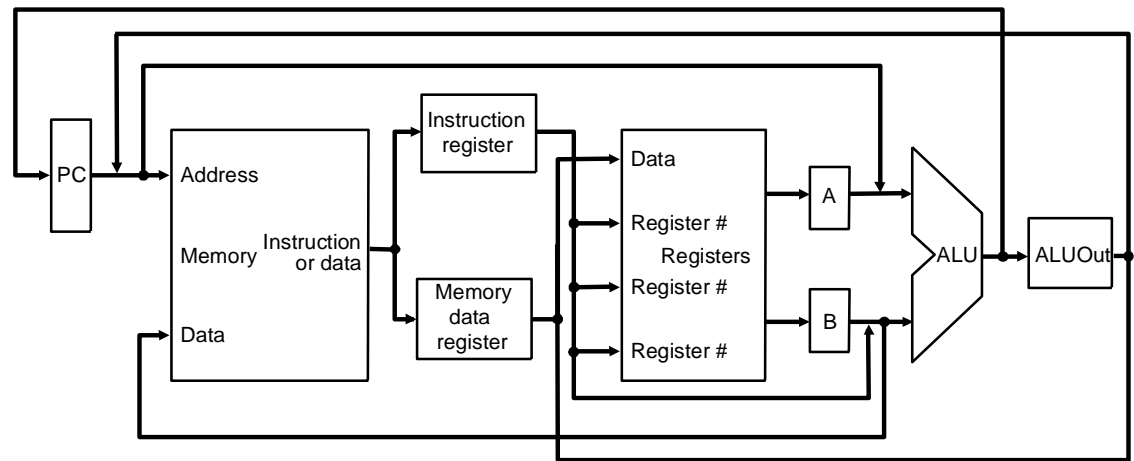 PC
Address
Memory
Data
Instruction
or data
Instruction
register
Memory
data
register
Data
Register #
Registers
Register #
Register #
A
B
ALU
ALUOut